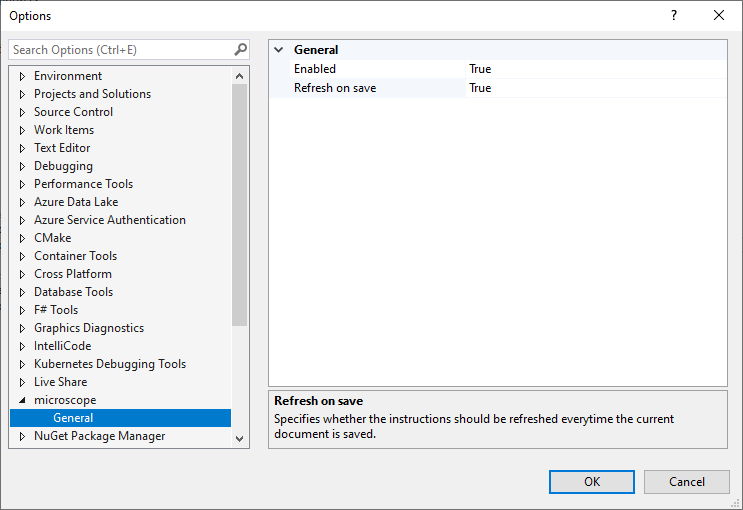 Options
?
Search Options (Ctrl+E)
Environment
Projects and Solutions
Source Control
Work Items
Text Editor
Debugging
Performance Tools
Azure Data Lake
Azure Service Authentication
CMake
Container Tools
Cross Platform
Database Tools
F# Tools
Graphics Diagnostics
IntelliCode
Kubernetes Debugging Tools
Live Share
microscope
General
NuGet Package Manager
General
Enabled True
Refresh on save True
Refresh on save
Specifies whether the instructions should be refreshed everytime the current
document is saved.
OK Cancel